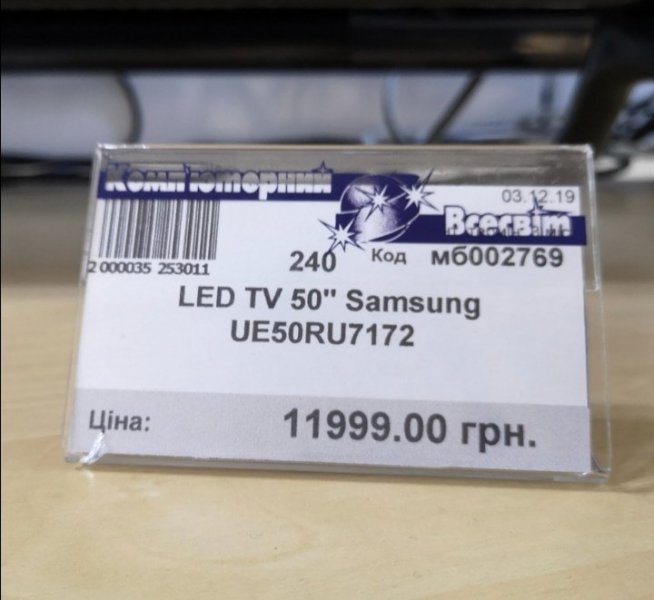 Комп'ютерний
03.12.19
Всесвіт
2 000035 253011
240 Код мб002769
LED TV 50" Samsung
UE50RU7172
Ціна: 11999.00 грн.